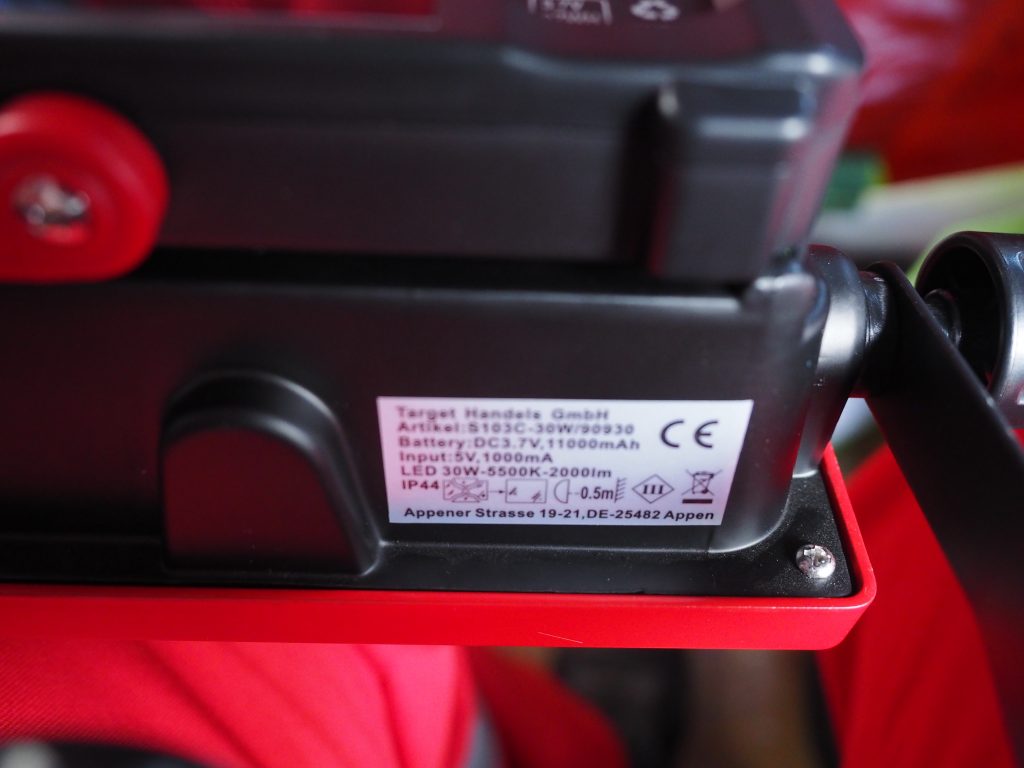 Target Handels GmbH
Artikel:S103C-30W/90930
Battery:DC3.7V,11000mAh
Input:5V,1000mA
LED 30W-5500K-2000lm
IP44 -0.5m III
CE
Appener Strasse 19-21,DE-25482 Appen